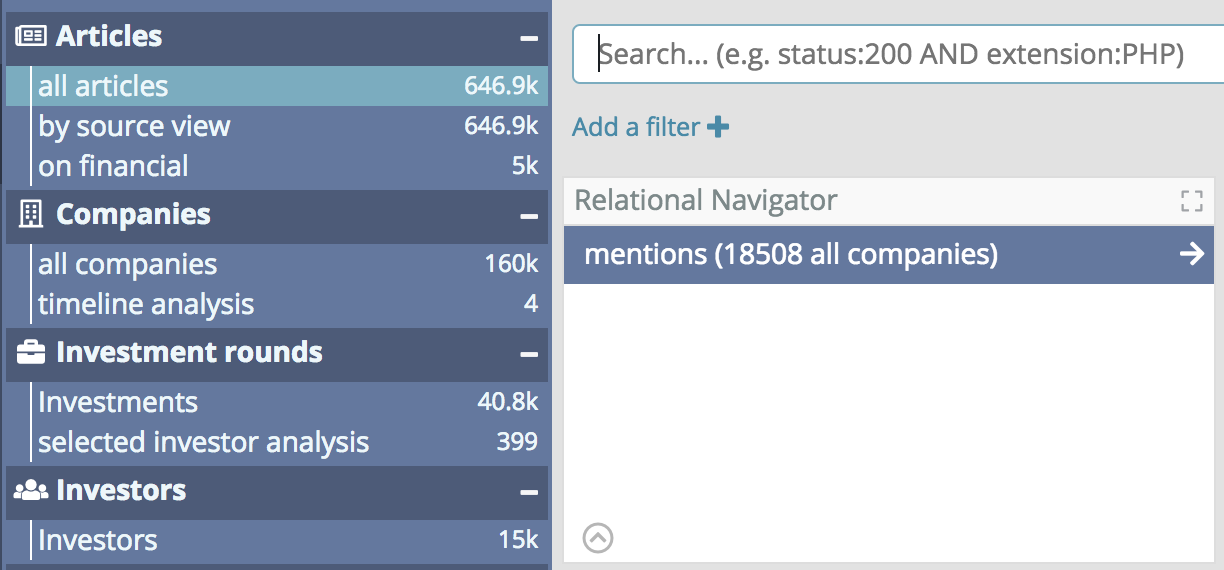 Articles
all articles 646.9k
by source view 646.9k
on financial 5k
Companies
all companies 160k
timeline analysis 4
Investment rounds
Investments 40.8k
selected investor analysis 399
Investors
Investors 15k
Search... (e.g. status:200 AND extension:PHP)
Add a filter
Relational Navigator
mentions (18508 all companies)